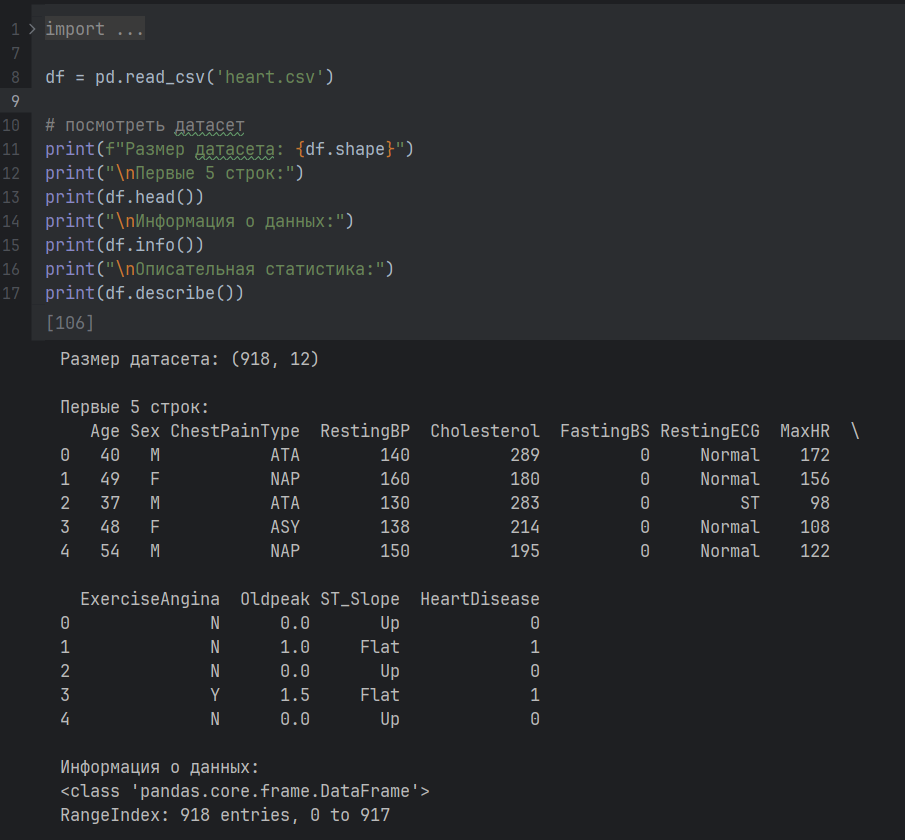 1 import ...
7
8 df = pd.read_csv('heart.csv')
9
10 # посмотреть датасет
11 print(f"Размер датасета: {df.shape}")
12 print("\nПервые 5 строк:")
13 print(df.head())
14 print("\nИнформация о данных:")
15 print(df.info())
16 print("\nОписательная статистика:")
17 print(df.describe())
[106]
Размер датасета: (918, 12)
Первые 5 строк:
   Age Sex ChestPainType  RestingBP  Cholesterol  FastingBS RestingECG  MaxHR  \
0   40   M           ATA        140          289          0     Normal    172
1   49   F           NAP        160          180          0     Normal    156
2   37   M           ATA        130          283          0         ST     98
3   48   F           ASY        138          214          0     Normal    108
4   54   M           NAP        150          195          0     Normal    122
  ExerciseAngina  Oldpeak ST_Slope  HeartDisease
0              N      0.0       Up             0
1              N      1.0     Flat             1
2              N      0.0       Up             0
3              Y      1.5     Flat             1
4              N      0.0       Up             0
Информация о данных:
<class 'pandas.core.frame.DataFrame'>
RangeIndex: 918 entries, 0 to 917